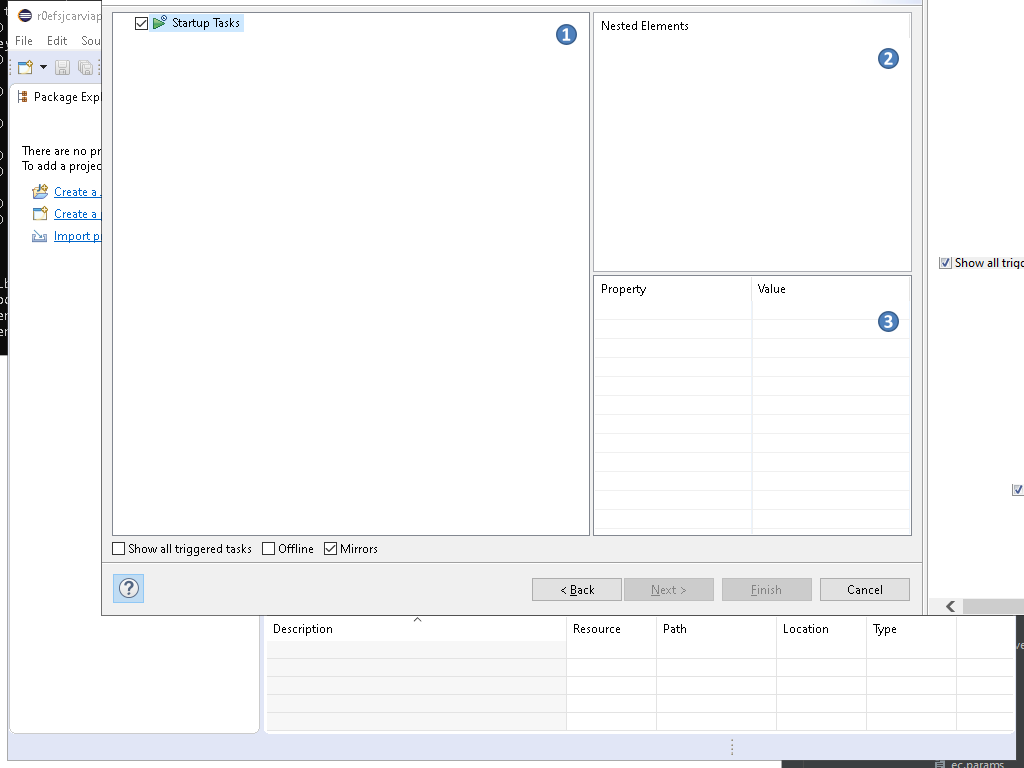 r0efsjcarviap
File Edit Sou
Package Expl
There are no pr
To add a projec
Create a
Create a
Import p
Startup Tasks
1
Nested Elements
2
Property Value
3
Show all triggered tasks Offline Mirrors
? < Back Next > Finish Cancel
Show all trigg
Description Resource Path Location Type
ec.params